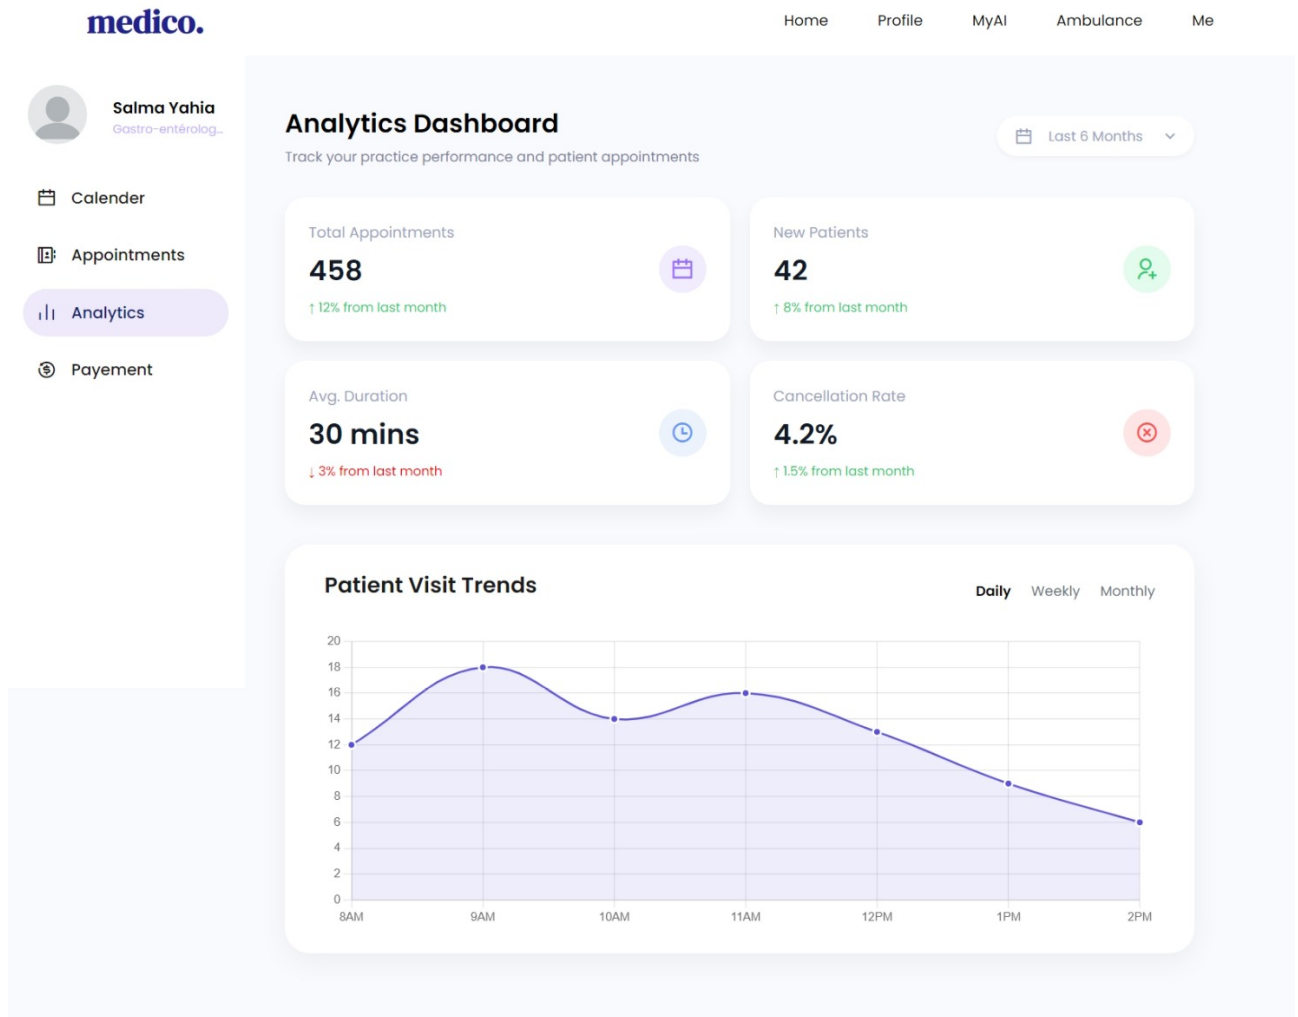 medico.
Home Profile MyAI Ambulance Me
Salma Yahia
Gastro-entérolog...
Calender
Appointments
Analytics
Payement
Analytics Dashboard
Track your practice performance and patient appointments
Last 6 Months
Total Appointments
458
↑ 12% from last month
New Patients
42
↑ 8% from last month
Avg. Duration
30 mins
↓ 3% from last month
Cancellation Rate
4.2%
↑ 1.5% from last month
Patient Visit Trends
Daily Weekly Monthly
20
18
16
14
12
10
8
6
4
2
0
8AM 9AM 10AM 11AM 12PM 1PM 2PM